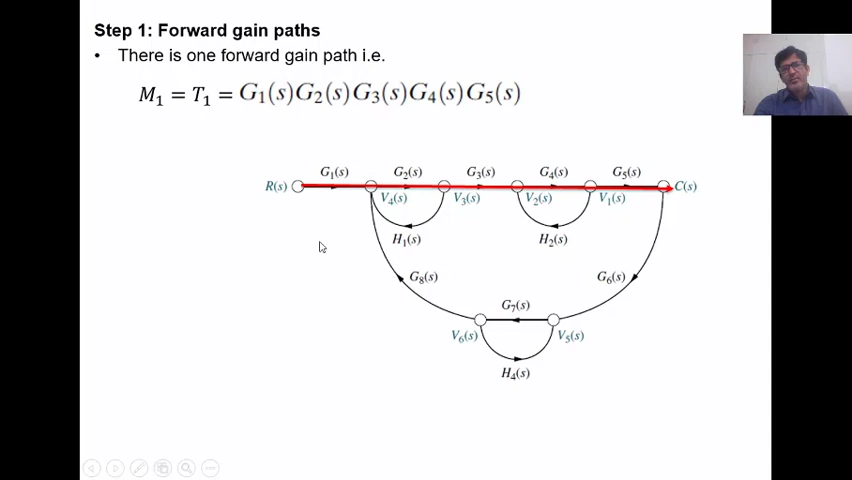 Step 1: Forward gain paths
• There is one forward gain path i.e.
M₁ = T₁ = G₁(s)G₂(s)G₃(s)G₄(s)G₅(s)
G₁(s) G₂(s) G₃(s) G₄(s) G₅(s)
R(s) C(s)
V₄(s) V₃(s) V₂(s) V₁(s)
H₁(s) H₂(s)
G₈(s) G₆(s)
G₇(s)
V₆(s) V₅(s)
H₄(s)